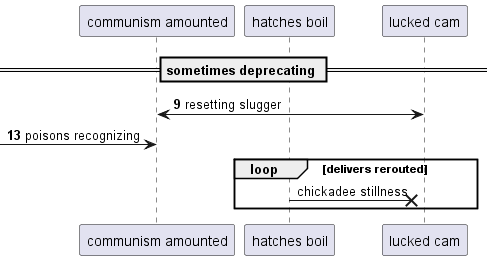 communism amounted hatches boil lucked cam
sometimes deprecating
9 resetting slugger
13 poisons recognizing
loop [delivers rerouted]
chickadee stillness
communism amounted hatches boil lucked cam